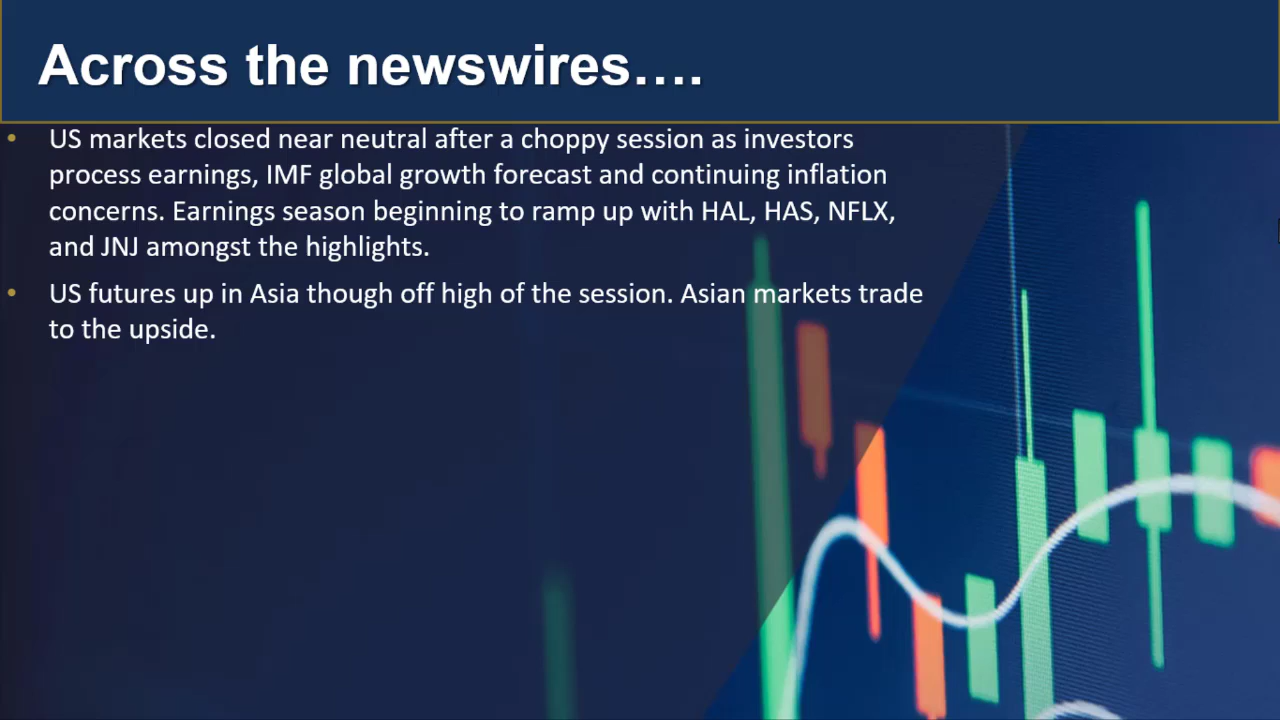 Across the newswires....
• US markets closed near neutral after a choppy session as investors
process earnings, IMF global growth forecast and continuing inflation
concerns. Earnings season beginning to ramp up with HAL, HAS, NFLX,
and JNJ amongst the highlights.
• US futures up in Asia though off high of the session. Asian markets trade
to the upside.